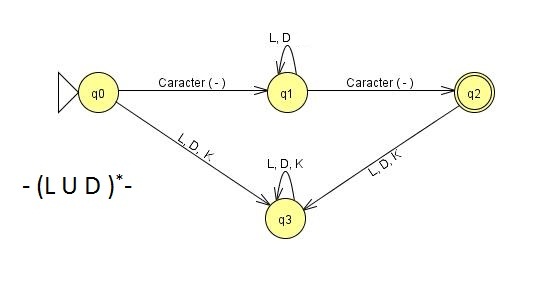 L, D
Caracter ( - )
Caracter ( - )
q0
q1
q2
L, D, K
L, D, K
L, D, K
- (L U D )*-
q3